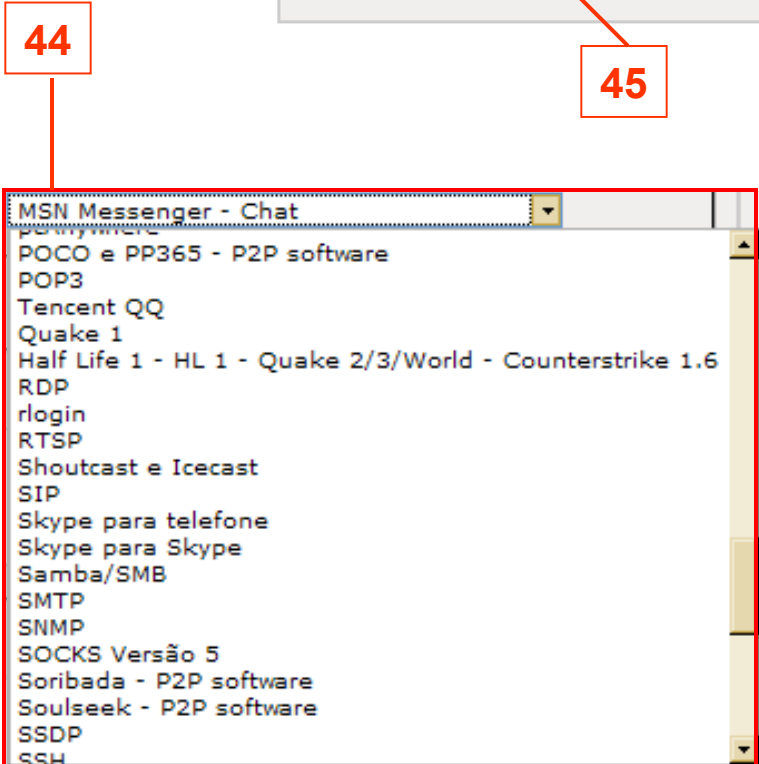 44
45
MSN Messenger - Chat
pcAnywhere
POCO e PP365 - P2P software
POP3
Tencent QQ
Quake 1
Half Life 1 - HL 1 - Quake 2/3/World - Counterstrike 1.6
RDP
rlogin
RTSP
Shoutcast e Icecast
SIP
Skype para telefone
Skype para Skype
Samba/SMB
SMTP
SNMP
SOCKS Versão 5
Soribada - P2P software
Soulseek - P2P software
SSDP
SSH